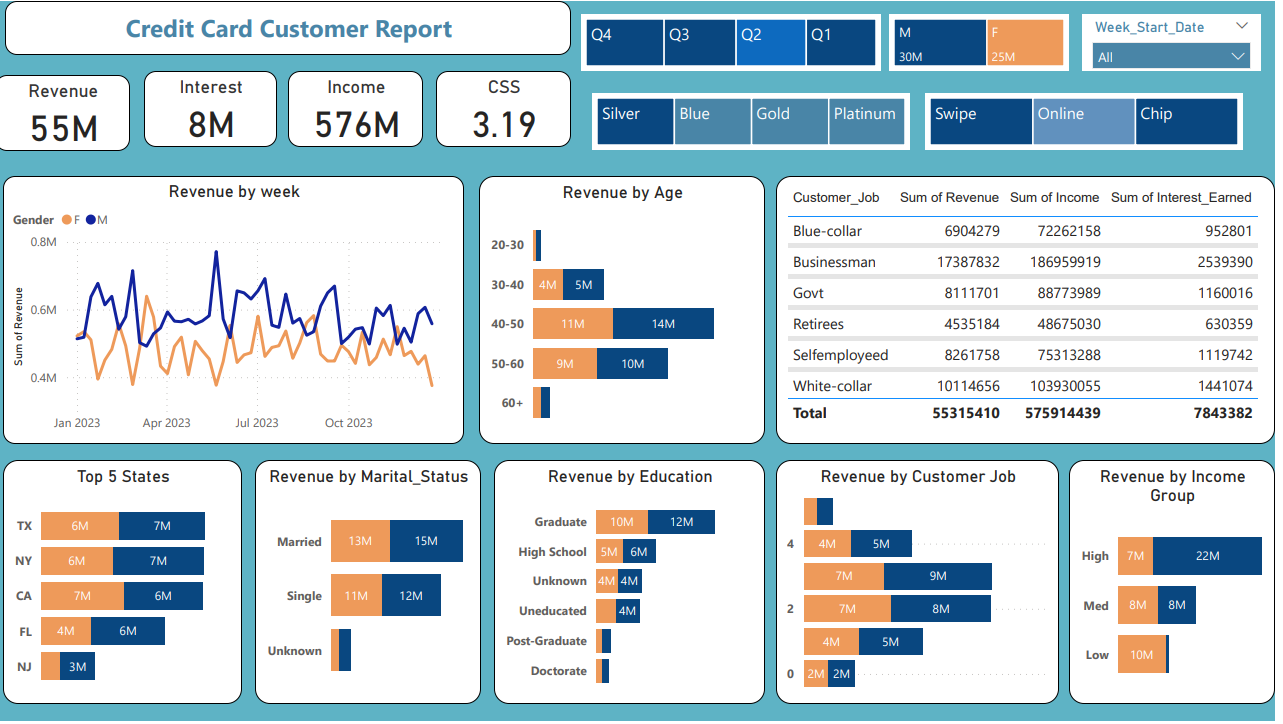 Credit Card Customer Report
Q4 Q3 Q2 Q1
M F
30M 25M
Week_Start_Date
All
Revenue
55M
Interest
8M
Income
576M
CSS
3.19
Silver Blue Gold Platinum
Swipe Online Chip
Revenue by week
Gender F M
Sum of Revenue
0.8M
0.6M
0.4M
Jan 2023 Apr 2023 Jul 2023 Oct 2023
Revenue by Age
20-30
30-40 4M 5M
40-50 11M 14M
50-60 9M 10M
60+
Customer_Job Sum of Revenue Sum of Income Sum of Interest_Earned
Blue-collar 6904279 72262158 952801
Businessman 17387832 186959919 2539390
Govt 8111701 88773989 1160016
Retirees 4535184 48675030 630359
Selfemployeed 8261758 75313288 1119742
White-collar 10114656 103930055 1441074
Total 55315410 575914439 7843382
Top 5 States
TX 6M 7M
NY 6M 7M
CA 7M 6M
FL 4M 6M
NJ 3M
Revenue by Marital_Status
Married 13M 15M
Single 11M 12M
Unknown
Revenue by Education
Graduate 10M 12M
High School 5M 6M
Unknown 4M 4M
Uneducated 4M
Post-Graduate
Doctorate
Revenue by Customer Job
4 4M 5M
7M 9M
2 7M 8M
4M 5M
0 2M 2M
Revenue by Income
Group
High 7M 22M
Med 8M 8M
Low 10M